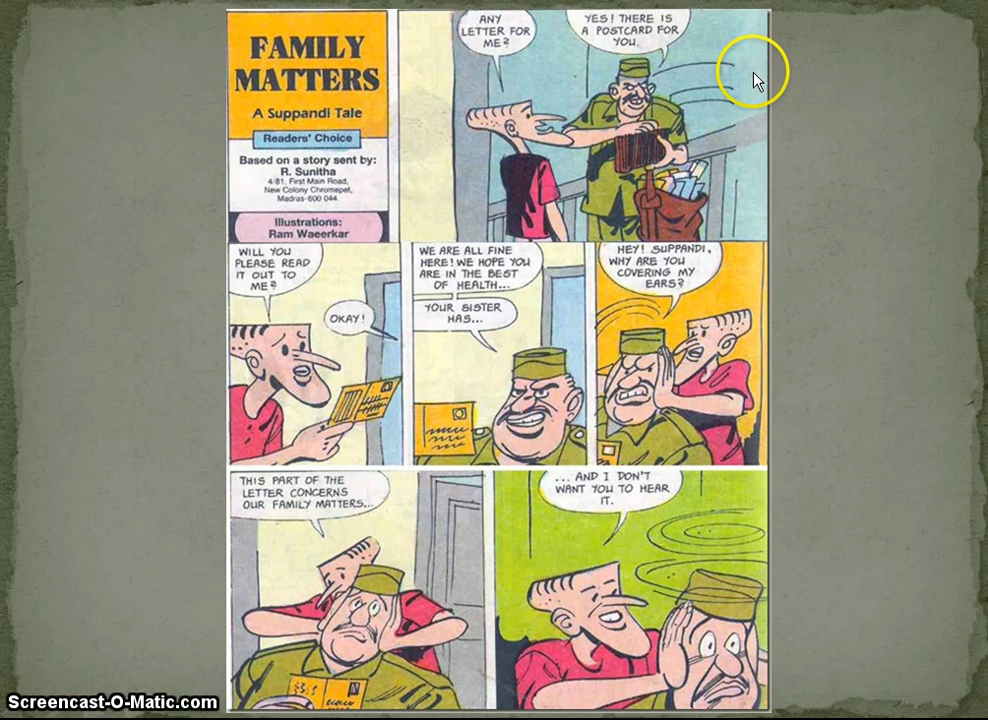 FAMILY
MATTERS
A Suppandi Tale
Readers' Choice
Based on a story sent by:
R. Sunitha
4/81, First Main Road,
New Colony Chromepet,
Madras-600 044.
Illustrations:
Ram Waeerkar
ANY
LETTER FOR
ME?
YES! THERE IS
A POSTCARD FOR
YOU.
WILL YOU
PLEASE READ
IT OUT TO
ME?
OKAY!
WE ARE ALL FINE
HERE! WE HOPE YOU
ARE IN THE BEST
OF HEALTH...
YOUR SISTER
HAS...
HEY! SUPPANDI,
WHY ARE YOU
COVERING MY
EARS?
THIS PART OF THE
LETTER CONCERNS
OUR FAMILY MATTERS...
... AND I DON'T
WANT YOU TO HEAR
IT.
Screencast-O-Matic.com